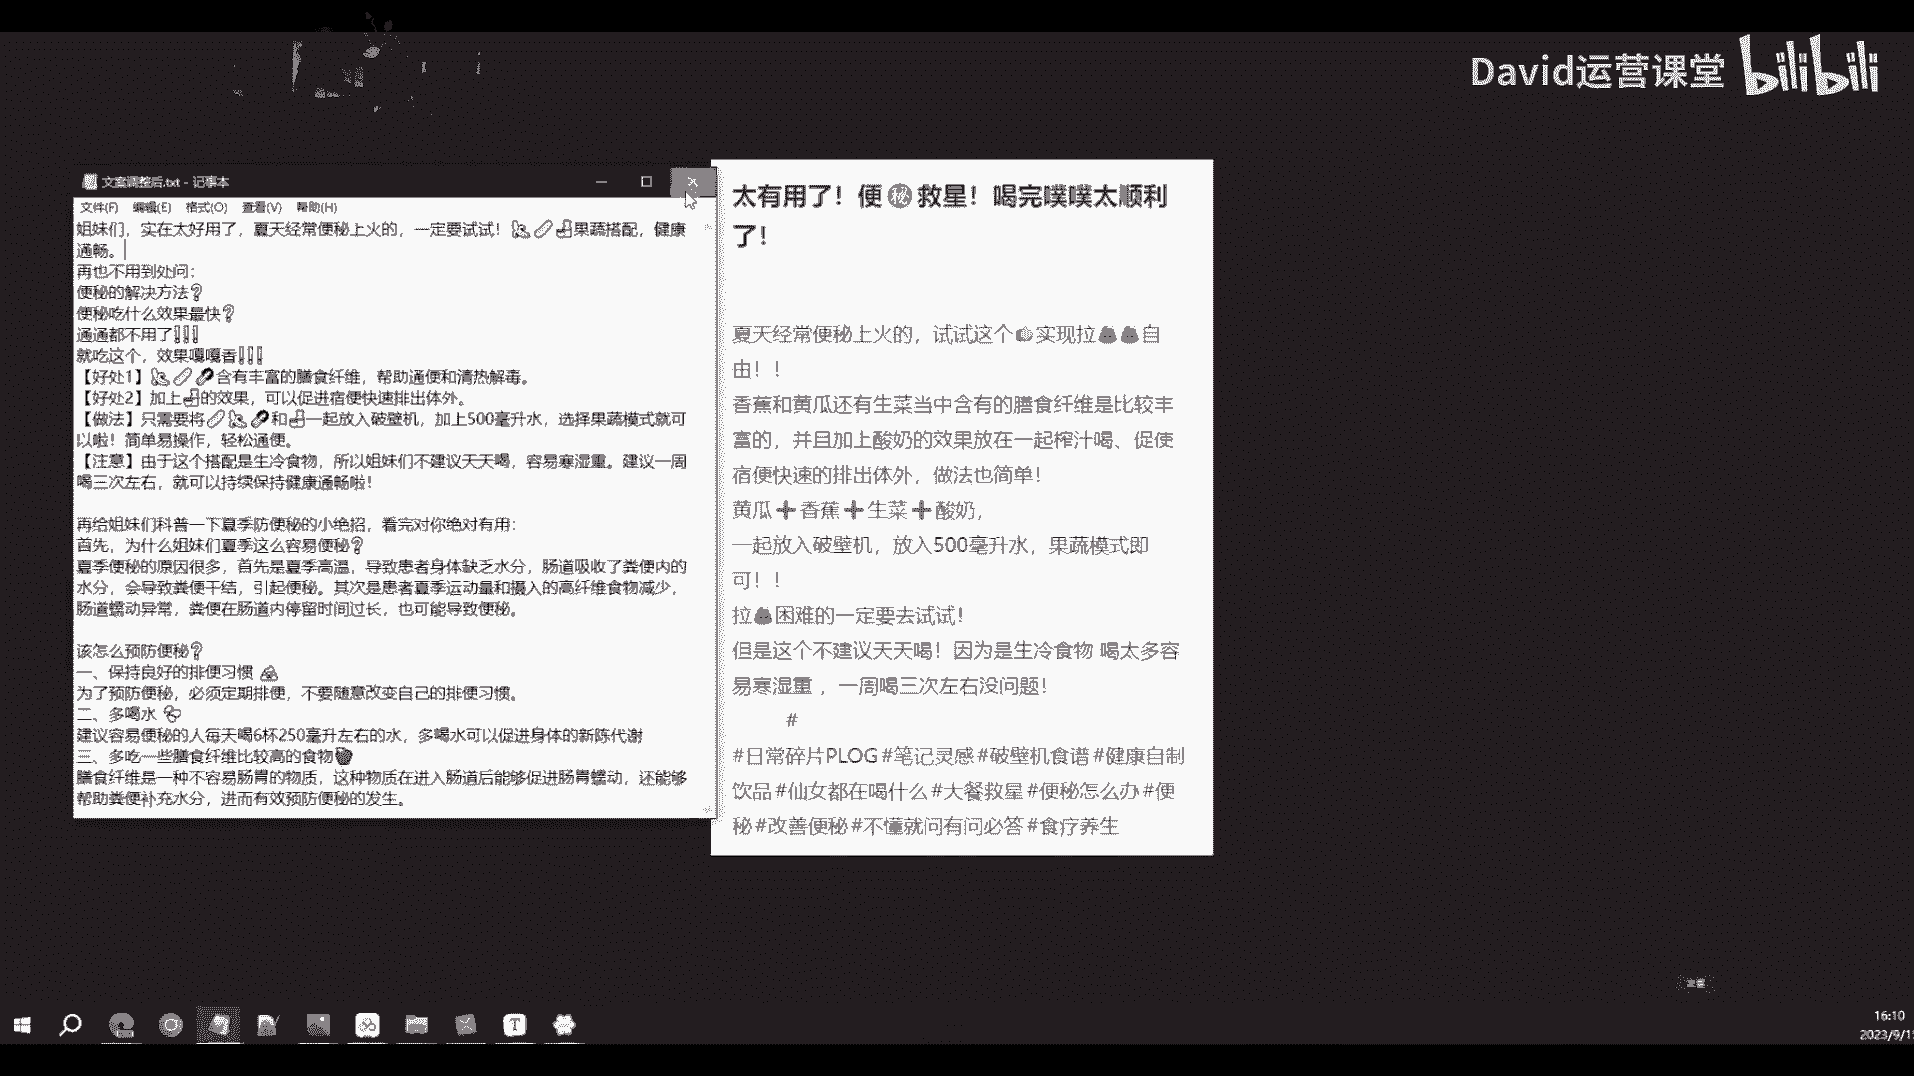 David运营课堂 bilibili
文案调整后.txt - 记事本
文件(F) 编辑(E) 格式(O) 查看(V) 帮助(H)
姐妹们，实在太好用了，夏天经常便秘上火的，一定要试试！🍌🥒🥛果蔬搭配，健康
通畅。
再也不用到处问：
便秘的解决方法❓
便秘吃什么效果最快❓
通通都不用了❗❗❗
就吃这个，效果嘎嘎香❗❗❗
【好处1】含有丰富的膳食纤维，帮助通便和清热解毒。
【好处2】加上的效果，可以促进宿便快速排出体外。
【做法】只需要将和一起放入破壁机，加上500毫升水，选择果蔬模式就可
以啦！简单易操作，轻松通便。
【注意】由于这个搭配是生冷食物，所以姐妹们不建议天天喝，容易寒湿重。建议一周
喝三次左右，就可以持续保持健康通畅啦！
再给姐妹们科普一下夏季防便秘的小绝招，看完对你绝对有用：
首先，为什么姐妹们夏季这么容易便秘❓
夏季便秘的原因很多，首先是夏季高温，导致患者身体缺乏水分，肠道吸收了粪便内的
水分，会导致粪便干结，引起便秘。其次是患者夏季运动量和摄入的高纤维食物减少，
肠道蠕动异常，粪便在肠道内停留时间过长，也可能导致便秘。
该怎么预防便秘❓
一、保持良好的排便习惯
为了预防便秘，必须定期排便，不要随意改变自己的排便习惯。
二、多喝水
建议容易便秘的人每天喝6杯250毫升左右的水，多喝水可以促进身体的新陈代谢
三、多吃一些膳食纤维比较高的食物
膳食纤维是一种不容易肠胃的物质，这种物质在进入肠道后能够促进肠胃蠕动，还能够
帮助粪便补充水分，进而有效预防便秘的发生。
太有用了！便㊙救星！喝完噗噗太顺利
了！
夏天经常便秘上火的，试试这个实现拉💩💩自
由！！
香蕉和黄瓜还有生菜当中含有的膳食纤维是比较丰
富的，并且加上酸奶的效果放在一起榨汁喝、促使
宿便快速的排出体外，做法也简单！
黄瓜➕香蕉➕生菜➕酸奶，
一起放入破壁机，放入500毫升水，果蔬模式即
可！！
拉💩困难的一定要去试试！
但是这个不建议天天喝！因为是生冷食物 喝太多容
易寒湿重 ，一周喝三次左右没问题！
#
#日常碎片PLOG#笔记灵感#破壁机食谱#健康自制
饮品#仙女都在喝什么#大餐救星#便秘怎么办#便
秘#改善便秘#不懂就问有问必答#食疗养生
16:10
2023/9/1